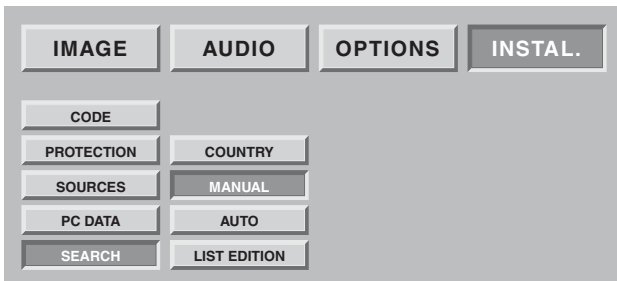 IMAGE AUDIO OPTIONS INSTAL.
CODE
PROTECTION COUNTRY
SOURCES MANUAL
PC DATA AUTO
SEARCH LIST EDITION